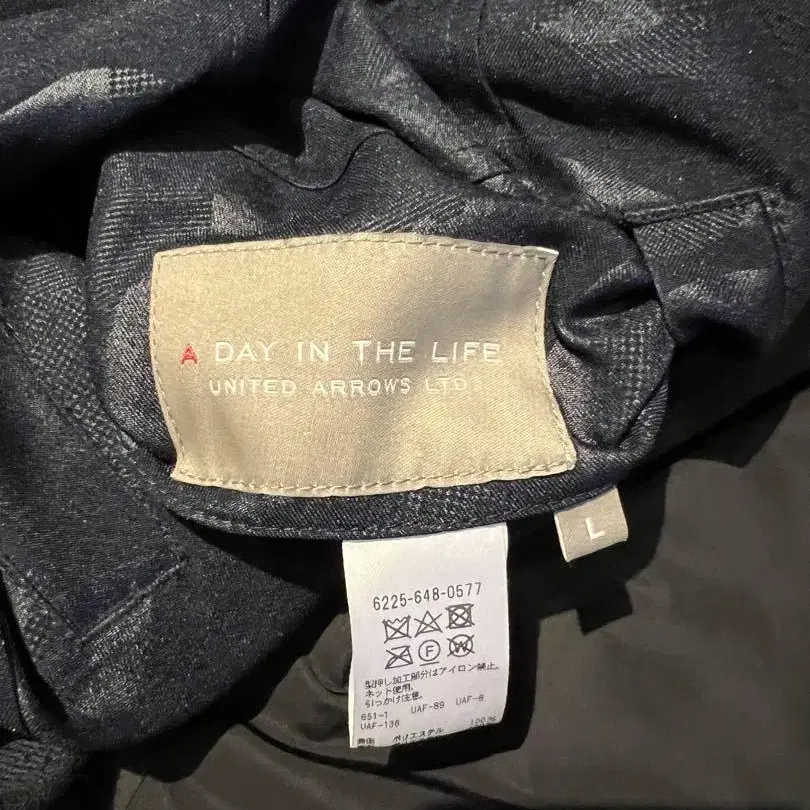 A DAY IN THE LIFE
UNITED ARROWS LTD.
L
6225-648-0577
F W
型押し加工部分はアイロン禁止。
ネット使用。
引っかけ注意。
651-1 UAF-89 UAF-8
UAF-136
ポリエステル 100%